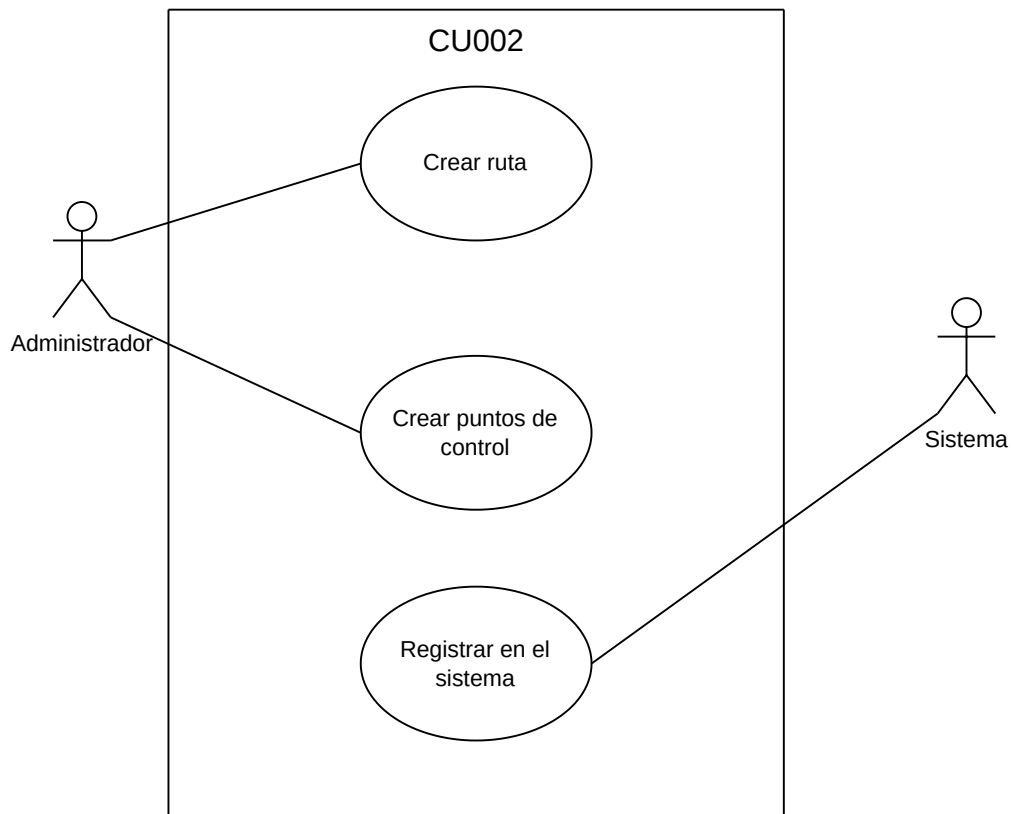 CU002
Crear ruta
Administrador
Crear puntos de
control
Sistema
Registrar en el
sistema